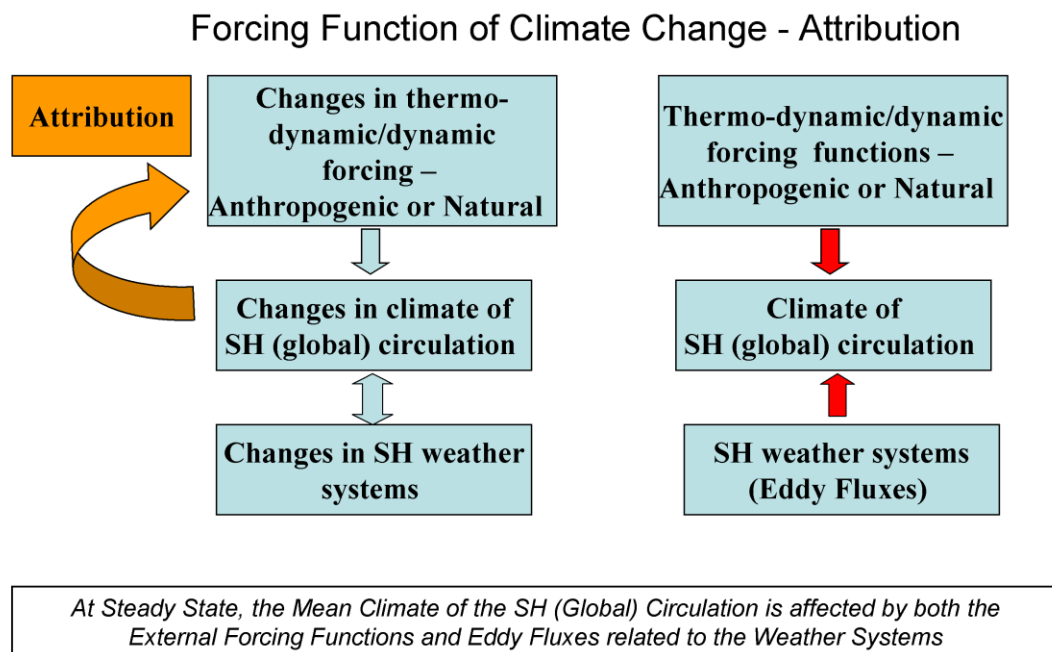 Forcing Function of Climate Change - Attribution
Attribution
Changes in thermo-
dynamic/dynamic
forcing –
Anthropogenic or Natural
Changes in climate of
SH (global) circulation
Changes in SH weather
systems
Thermo-dynamic/dynamic
forcing functions –
Anthropogenic or Natural
Climate of
SH (global) circulation
SH weather systems
(Eddy Fluxes)
At Steady State, the Mean Climate of the SH (Global) Circulation is affected by both the
External Forcing Functions and Eddy Fluxes related to the Weather Systems